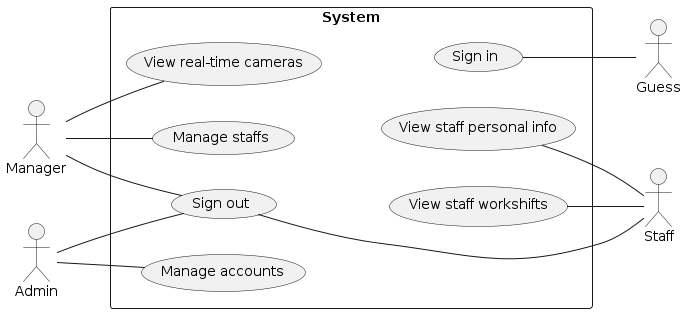 System
View real-time cameras
Sign in
Guess
Manager
Manage staffs
View staff personal info
Sign out
View staff workshifts
Staff
Admin
Manage accounts